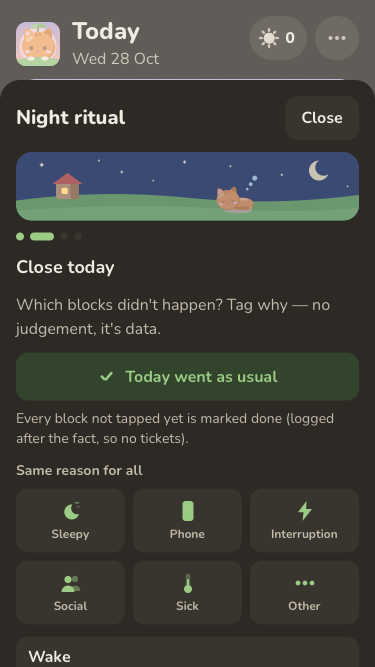 Today
Wed 28 Oct
0
Night ritual
Close
Close today
Which blocks didn't happen? Tag why — no
judgement, it's data.
Today went as usual
Every block not tapped yet is marked done (logged
after the fact, so no tickets).
Same reason for all
Sleepy
Phone
Interruption
Social
Sick
Other
Wake